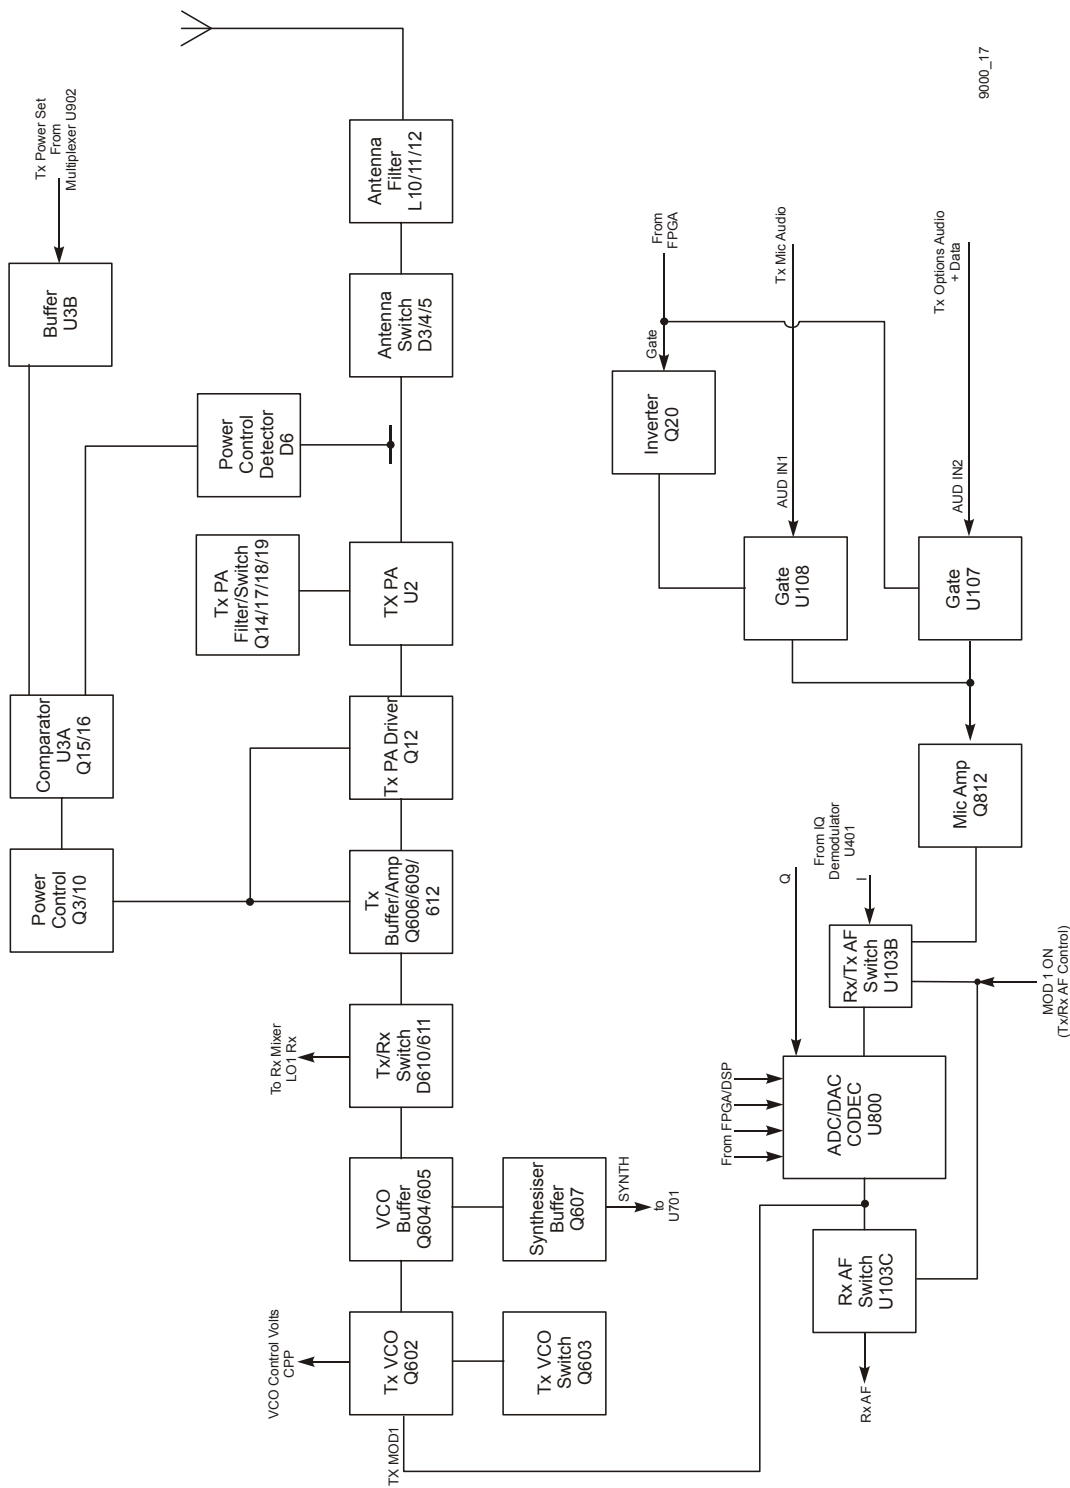 Tx Power Set
From
Multiplexer U902
Buffer
U3B
Comparator
U3A
Q15/16
Power
Control
Q3/10
Power
Control
Detector
D6
Tx PA
Filter/Switch
Q14/17/18/19
To Rx Mixer
LO1 Rx
VCO Control Volts
CPP
Tx VCO
Q602
VCO
Buffer
Q604/605
Tx/Rx
Switch
D610/611
Tx
Buffer/Amp
Q606/609/
612
Tx PA Driver
Q12
TX PA
U2
Antenna
Switch
D3/4/5
Antenna
Filter
L10/11/12
TX MOD1
Tx VCO
Switch
Q603
Synthesiser
Buffer
Q607
SYNTH
to
U701
From
FPGA
Gate
Inverter
Q20
Tx Mic Audio
AUD IN1
Gate
U108
Tx Options Audio
+ Data
AUD IN2
Gate
U107
Mic Amp
Q812
From IQ
Demodulator
U401
Q
I
Rx/Tx AF
Switch
U103B
From FPGA/DSP
ADC/DAC
CODEC
U800
Rx AF
Switch
U103C
Rx AF
MOD 1 ON
(Tx/Rx AF Control)
9000_17